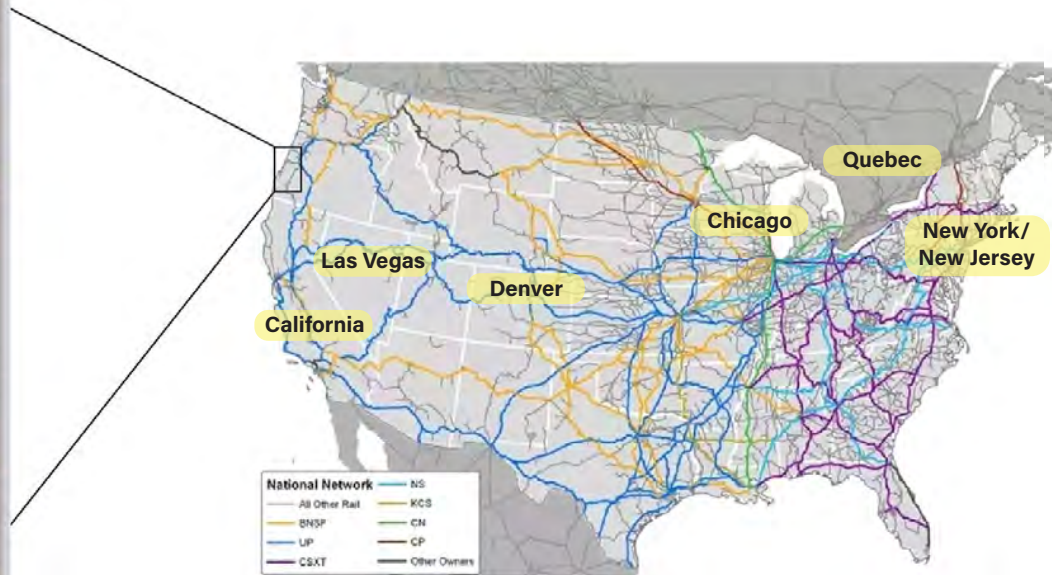 Quebec
Chicago
New York/
New Jersey
Las Vegas
Denver
California
National Network
All Other Rail
BNSF
UP
CSXT
NS
KCS
CN
CP
Other Owners